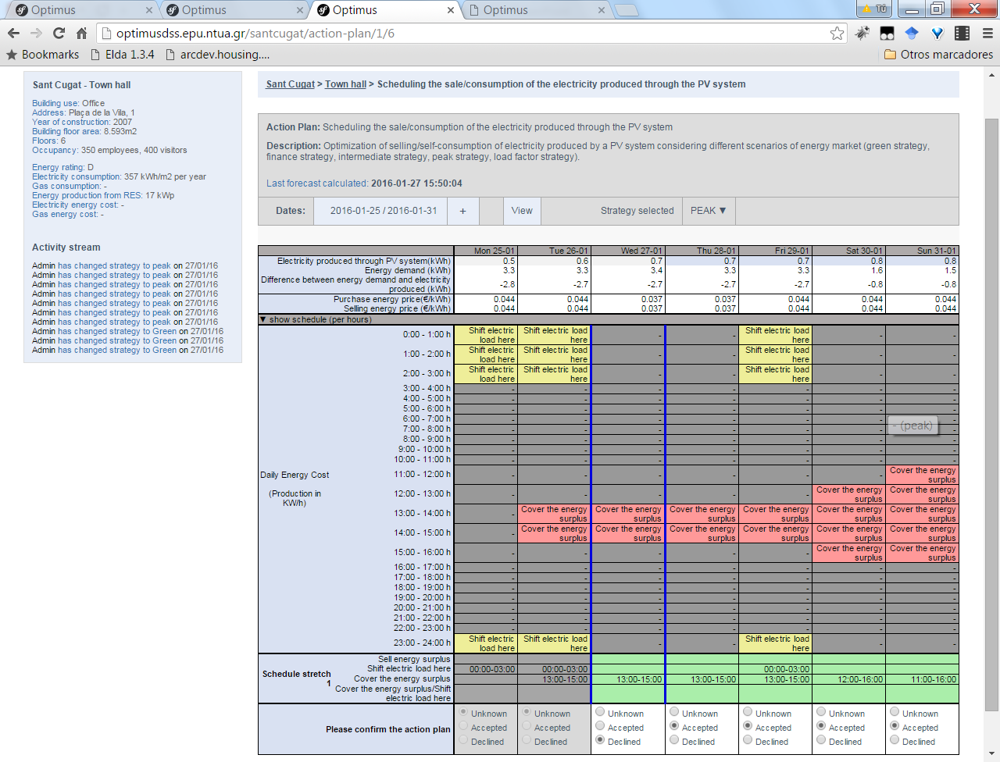 Optimus
Optimus
Optimus
Optimus
Tú
optimusdss.epu.ntua.gr/santcugat/action-plan/1/6
Bookmarks Elda 1.3.4 arcdev.housing.... Otros marcadores
Sant Cugat - Town hall
Building use: Office
Address: Plaça de la Vila, 1
Year of construction: 2007
Building floor area: 8.593m2
Floors: 6
Occupancy: 350 employees, 400 visitors
Energy rating: D
Electricity consumption: 357 kWh/m2 per year
Gas consumption: -
Energy production from RES: 17 kWp
Electricity energy cost: -
Gas energy cost: -
Activity stream
Admin has changed strategy to peak on 27/01/16
Admin has changed strategy to peak on 27/01/16
Admin has changed strategy to peak on 27/01/16
Admin has changed strategy to peak on 27/01/16
Admin has changed strategy to peak on 27/01/16
Admin has changed strategy to peak on 27/01/16
Admin has changed strategy to peak on 27/01/16
Admin has changed strategy to Green on 27/01/16
Admin has changed strategy to Green on 27/01/16
Admin has changed strategy to Green on 27/01/16
Sant Cugat > Town hall > Scheduling the sale/consumption of the electricity produced through the PV system
Action Plan: Scheduling the sale/consumption of the electricity produced through the PV system
Description: Optimization of selling/self-consumption of electricity produced by a PV system considering different scenarios of energy market (green strategy,
finance strategy, intermediate strategy, peak strategy, load factor strategy).
Last forecast calculated: 2016-01-27 15:50:04
Dates: 2016-01-25 / 2016-01-31 + View Strategy selected PEAK ▼
Mon 25-01 Tue 26-01 Wed 27-01 Thu 28-01 Fri 29-01 Sat 30-01 Sun 31-01
Electricity produced through PV system(kWh) 0.5 0.6 0.7 0.7 0.7 0.8 0.8
Energy demand (kWh) 3.3 3.3 3.4 3.3 3.3 1.6 1.5
Difference between energy demand and electricity
produced (kWh) -2.8 -2.7 -2.7 -2.7 -2.7 -0.8 -0.8
Purchase energy price(€/kWh) 0.044 0.044 0.037 0.037 0.044 0.044 0.044
Selling energy price (€/kWh) 0.044 0.044 0.037 0.037 0.044 0.044 0.044
▼ show schedule (per hours)
0:00 - 1:00 h Shift electric load here Shift electric load here - - Shift electric load here - -
1:00 - 2:00 h Shift electric load here Shift electric load here - - Shift electric load here - -
2:00 - 3:00 h Shift electric load here Shift electric load here - - Shift electric load here - -
3:00 - 4:00 h - - - - - - -
4:00 - 5:00 h - - - - - - -
5:00 - 6:00 h - - - - - - -
6:00 - 7:00 h - - - - - - -
- (peak)
7:00 - 8:00 h - - - - - - -
8:00 - 9:00 h - - - - - - -
9:00 - 10:00 h - - - - - - -
10:00 - 11:00 h - - - - - - -
Daily Energy Cost
(Production in
KW/h)
11:00 - 12:00 h - - - - - - Cover the energy surplus
12:00 - 13:00 h - - - - - Cover the energy surplus Cover the energy surplus
13:00 - 14:00 h - Cover the energy surplus Cover the energy surplus Cover the energy surplus Cover the energy surplus Cover the energy surplus Cover the energy surplus
14:00 - 15:00 h - Cover the energy surplus Cover the energy surplus Cover the energy surplus Cover the energy surplus Cover the energy surplus Cover the energy surplus
15:00 - 16:00 h - - - - - Cover the energy surplus Cover the energy surplus
16:00 - 17:00 h - - - - - - -
17:00 - 18:00 h - - - - - - -
18:00 - 19:00 h - - - - - - -
19:00 - 20:00 h - - - - - - -
20:00 - 21:00 h - - - - - - -
21:00 - 22:00 h - - - - - - -
22:00 - 23:00 h - - - - - - -
23:00 - 24:00 h Shift electric load here Shift electric load here - - Shift electric load here - -
Schedule stretch
1
Sell energy surplus
Shift electric load here 00:00-03:00 00:00-03:00 00:00-03:00
Cover the energy surplus 13:00-15:00 13:00-15:00 13:00-15:00 13:00-15:00 12:00-16:00 11:00-16:00
Cover the energy surplus/Shift
electric load here
Please confirm the action plan
Unknown Unknown Unknown Unknown Unknown Unknown Unknown
Accepted Accepted Accepted Accepted Accepted Accepted Accepted
Declined Declined Declined Declined Declined Declined Declined